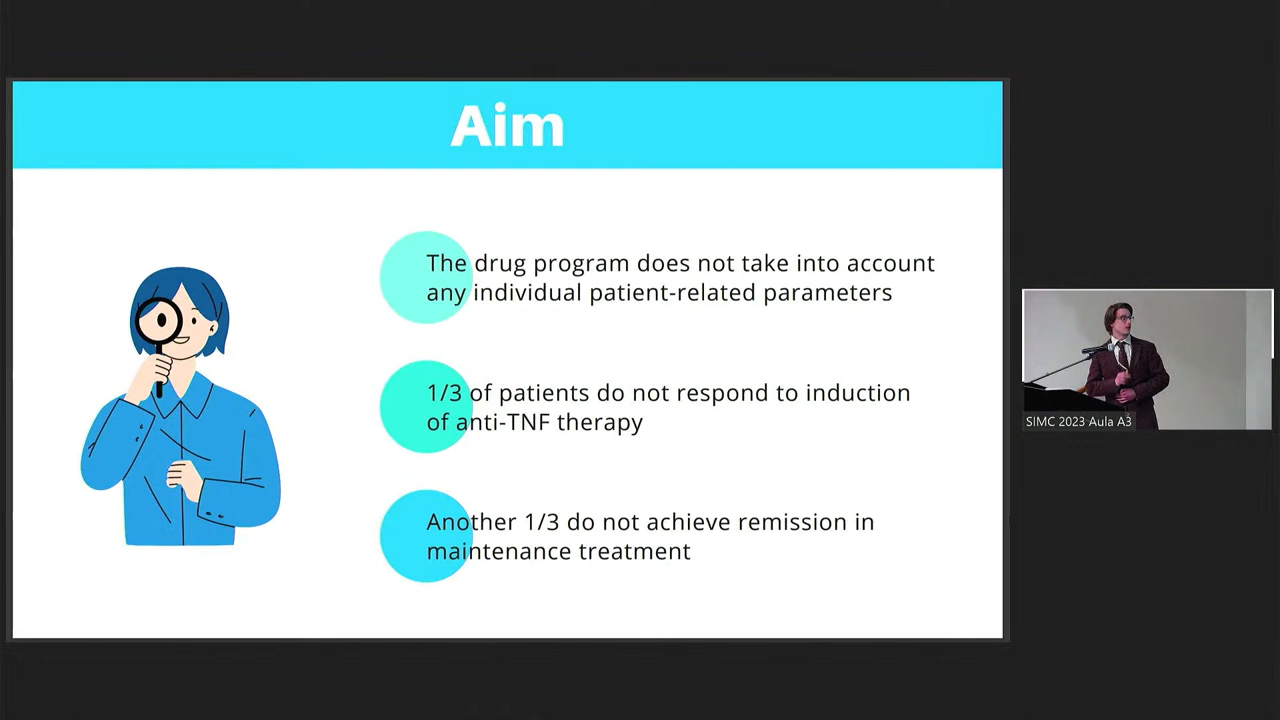 Aim
The drug program does not take into account
any individual patient-related parameters
1/3 of patients do not respond to induction
of anti-TNF therapy
Another 1/3 do not achieve remission in
maintenance treatment
SIMC 2023 Aula A3